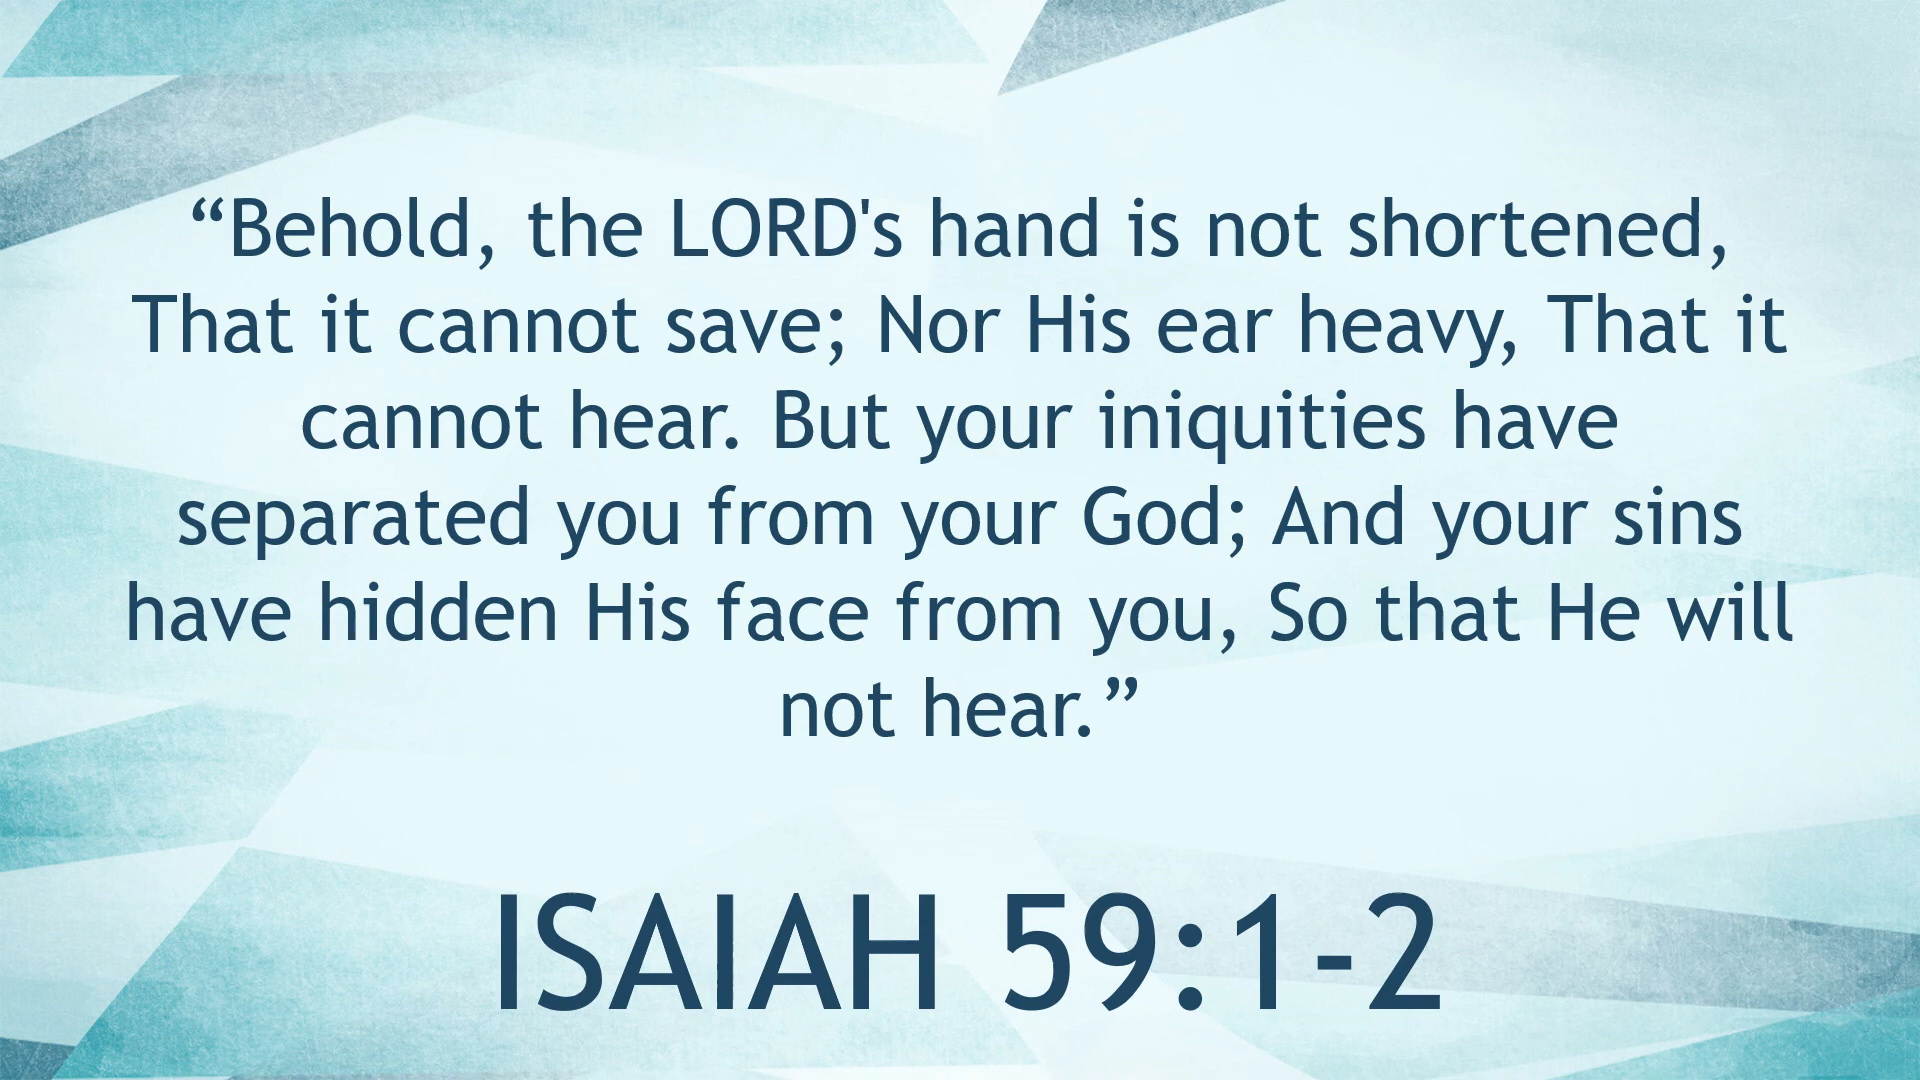 “Behold, the LORD's hand is not shortened,
That it cannot save; Nor His ear heavy, That it
cannot hear. But your iniquities have
separated you from your God; And your sins
have hidden His face from you, So that He will
not hear.”
ISAIAH 59:1-2